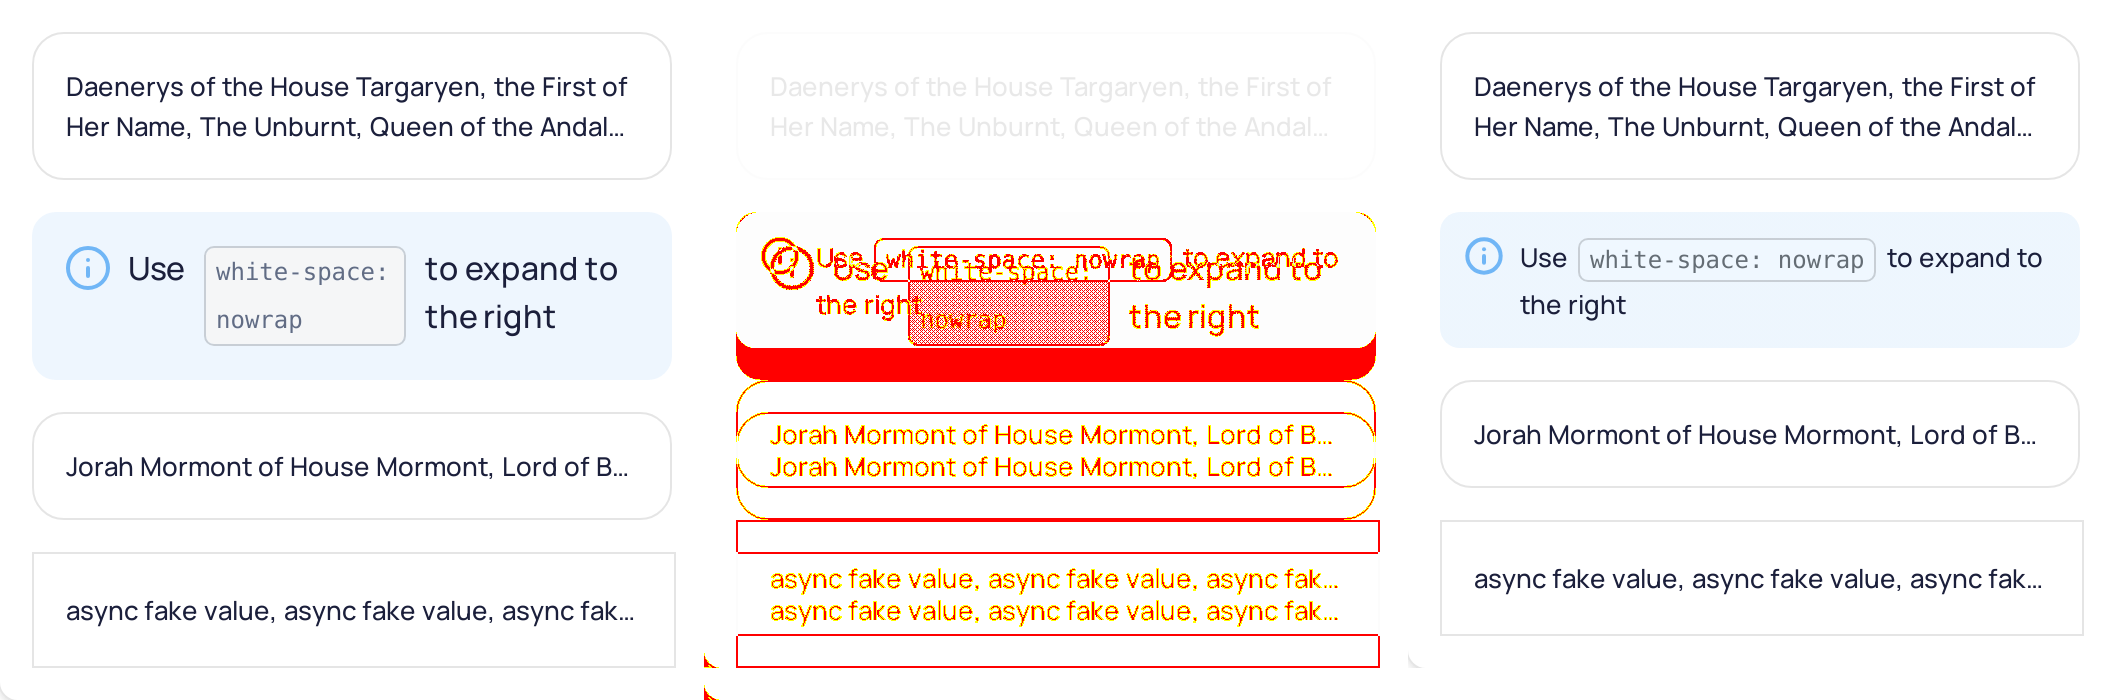 Daenerys of the House Targaryen, the First of
Her Name, The Unburnt, Queen of the Andal...
Use white-space: nowrap to expand to the right
Jorah Mormont of House Mormont, Lord of B...
async fake value, async fake value, async fak...
Daenerys of the House Targaryen, the First of
Her Name, The Unburnt, Queen of the Andal...
Use white-space: nowrap to expand to
the right
Use white-space: nowrap to expand to the right
Jorah Mormont of House Mormont, Lord of B...
Jorah Mormont of House Mormont, Lord of B...
async fake value, async fake value, async fak...
async fake value, async fake value, async fak...
Daenerys of the House Targaryen, the First of
Her Name, The Unburnt, Queen of the Andal...
Use white-space: nowrap to expand to
the right
Jorah Mormont of House Mormont, Lord of B...
async fake value, async fake value, async fak...